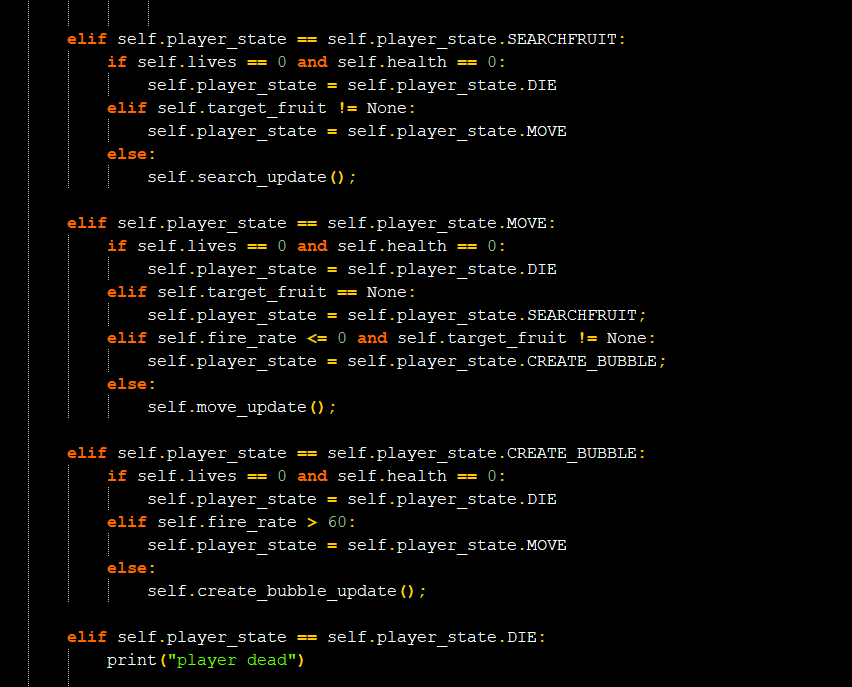 elif self.player_state == self.player_state.SEARCHFRUIT:
if self.lives == 0 and self.health == 0:
self.player_state = self.player_state.DIE
elif self.target_fruit != None:
self.player_state = self.player_state.MOVE
else:
self.search_update();
elif self.player_state == self.player_state.MOVE:
if self.lives == 0 and self.health == 0:
self.player_state = self.player_state.DIE
elif self.target_fruit == None:
self.player_state = self.player_state.SEARCHFRUIT;
elif self.fire_rate <= 0 and self.target_fruit != None:
self.player_state = self.player_state.CREATE_BUBBLE;
else:
self.move_update();
elif self.player_state == self.player_state.CREATE_BUBBLE:
if self.lives == 0 and self.health == 0:
self.player_state = self.player_state.DIE
elif self.fire_rate > 60:
self.player_state = self.player_state.MOVE
else:
self.create_bubble_update();
elif self.player_state == self.player_state.DIE:
print("player dead")